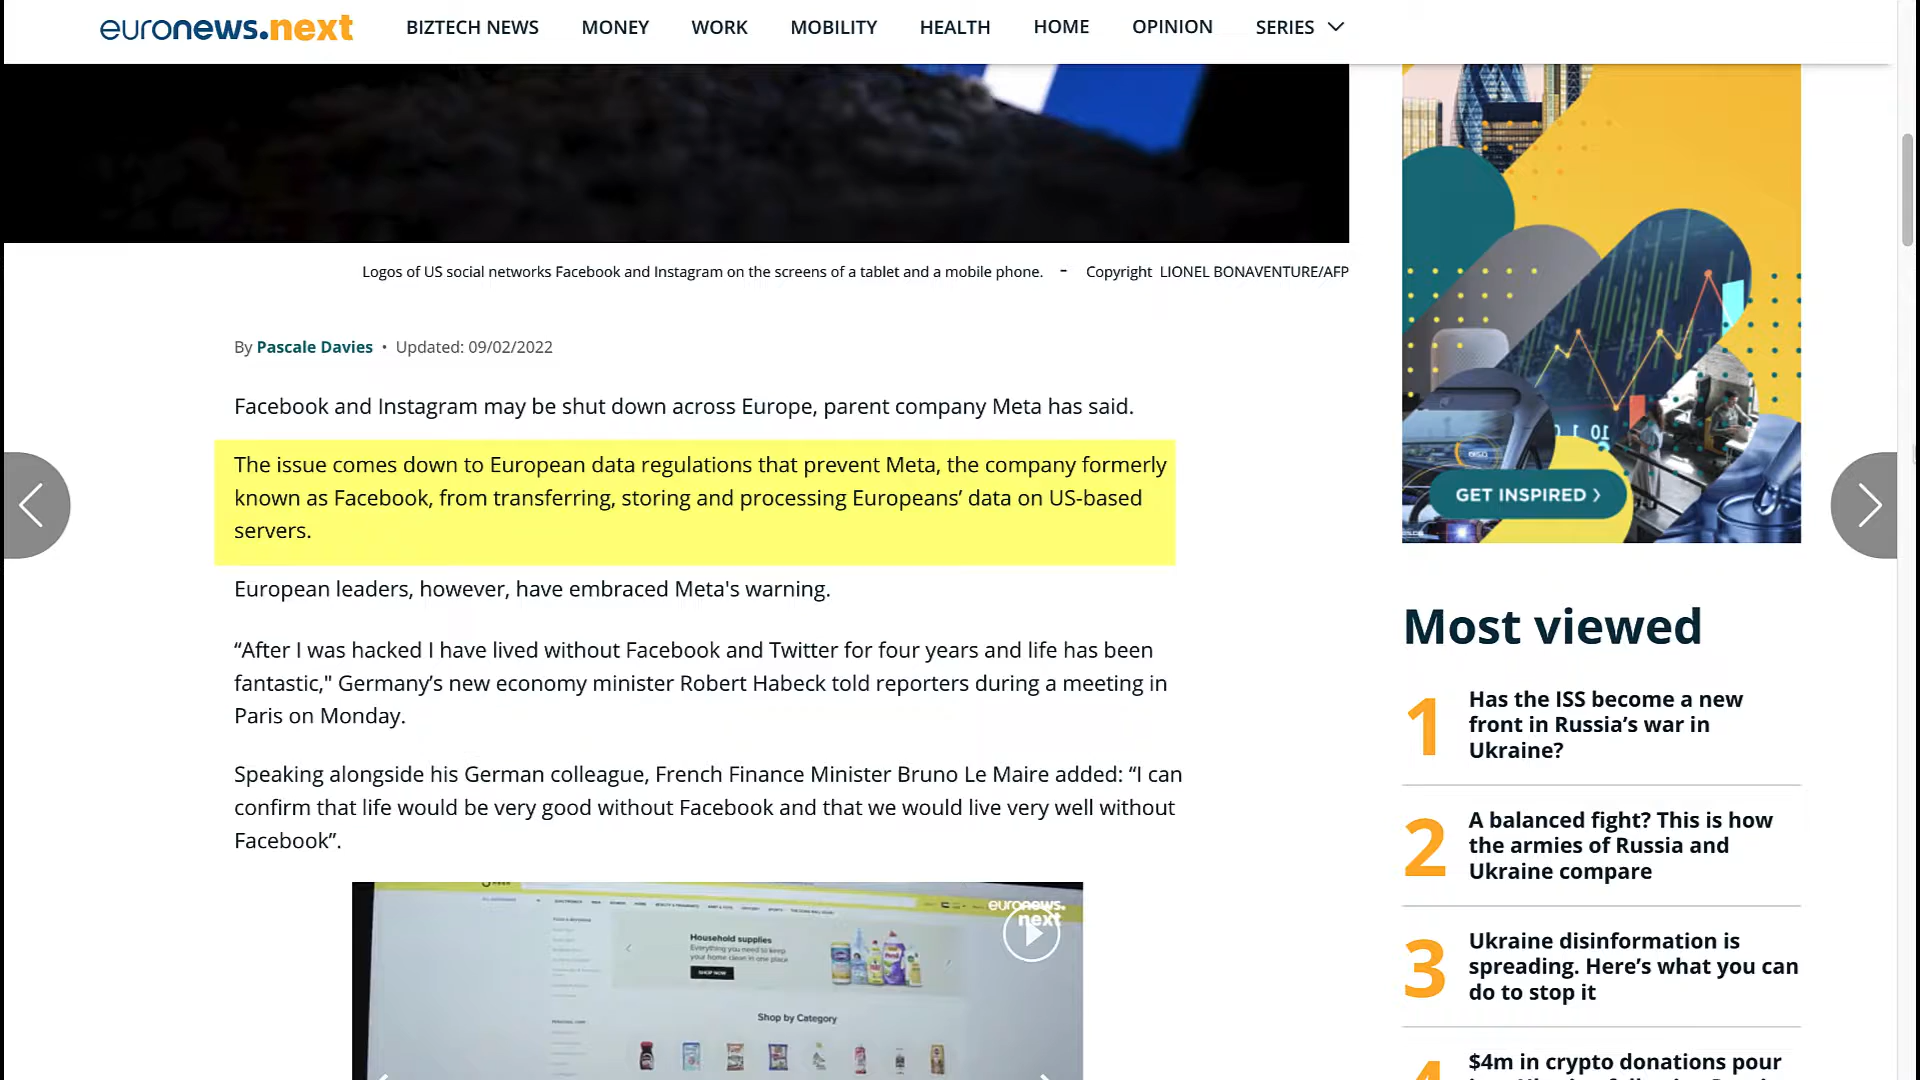 euronews.next
BIZTECH NEWS
MONEY
WORK
MOBILITY
HEALTH
HOME
OPINION
SERIES
Logos of US social networks Facebook and Instagram on the screens of a tablet and a mobile phone. - Copyright LIONEL BONAVENTURE/AFP
By Pascale Davies • Updated: 09/02/2022
Facebook and Instagram may be shut down across Europe, parent company Meta has said.
The issue comes down to European data regulations that prevent Meta, the company formerly
known as Facebook, from transferring, storing and processing Europeans’ data on US-based
servers.
European leaders, however, have embraced Meta's warning.
“After I was hacked I have lived without Facebook and Twitter for four years and life has been
fantastic," Germany’s new economy minister Robert Habeck told reporters during a meeting in
Paris on Monday.
Speaking alongside his German colleague, French Finance Minister Bruno Le Maire added: “I can
confirm that life would be very good without Facebook and that we would live very well without
Facebook”.
euronews.
next
Household supplies
Everything you need to keep
your home clean in one place
SHOP NOW
Shop by Category
GET INSPIRED
Most viewed
1
Has the ISS become a new
front in Russia’s war in
Ukraine?
2
A balanced fight? This is how
the armies of Russia and
Ukraine compare
3
Ukraine disinformation is
spreading. Here’s what you can
do to stop it
4
$4m in crypto donations pour